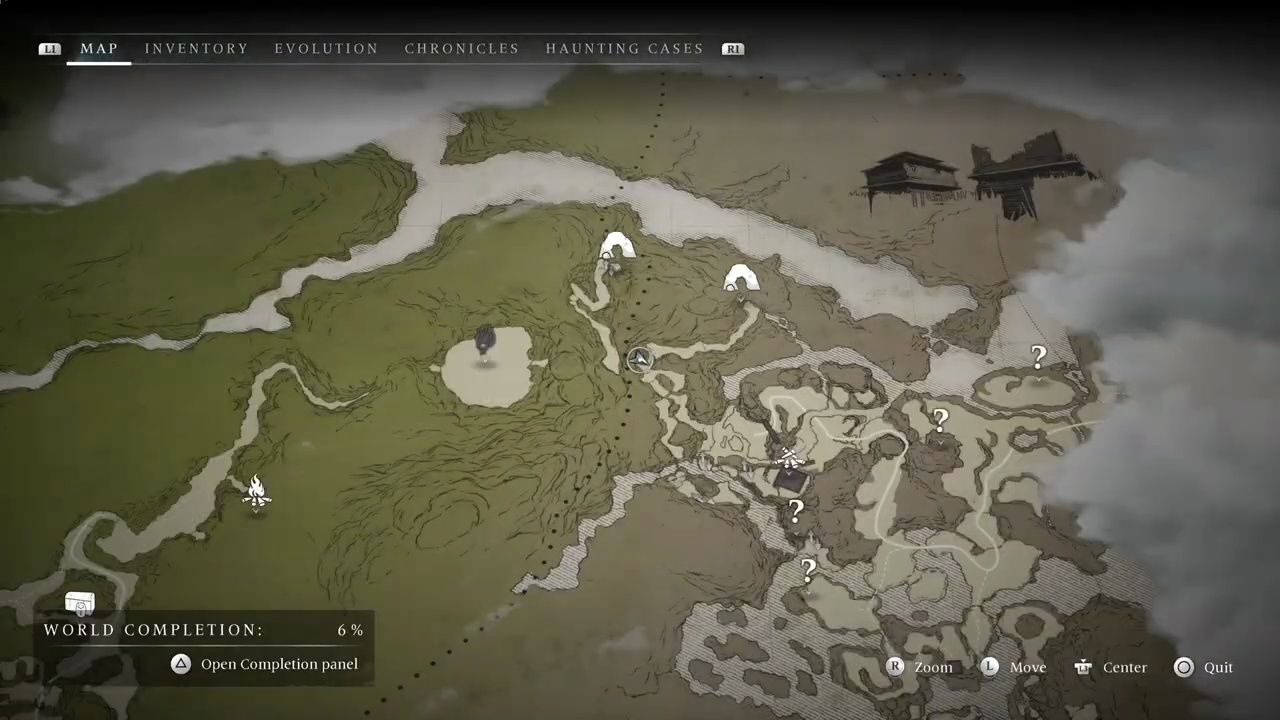 L1 MAP INVENTORY EVOLUTION CHRONICLES HAUNTING CASES R1
?
?
?
?
WORLD COMPLETION: 6 %
Open Completion panel
R Zoom L Move Center Quit